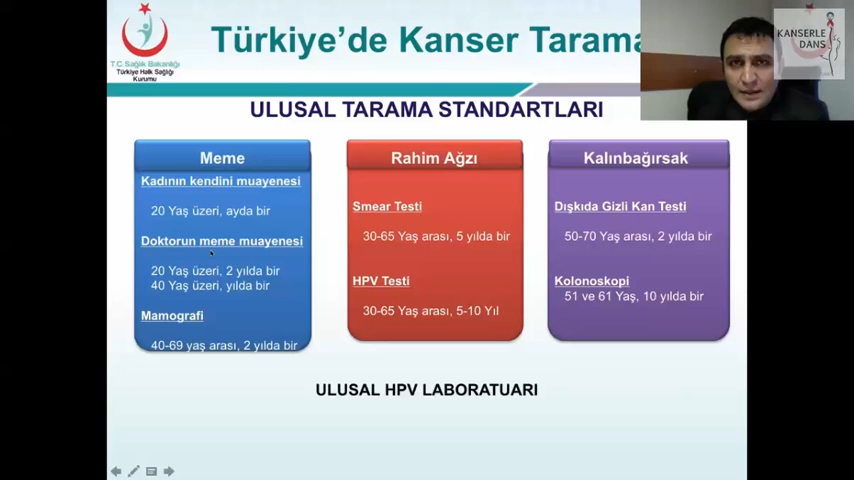 T.C. Sağlık Bakanlığı
Türkiye Halk Sağlığı
Kurumu
Türkiye'de Kanser Tarama
KANSERLE
DANS
ULUSAL TARAMA STANDARTLARI
Meme
Kadının kendini muayenesi
20 Yaş üzeri, ayda bir
Doktorun meme muayenesi
20 Yaş üzeri, 2 yılda bir
40 Yaş üzeri, yılda bir
Mamografi
40-69 yaş arası, 2 yılda bir
Rahim Ağzı
Smear Testi
30-65 Yaş arası, 5 yılda bir
HPV Testi
30-65 Yaş arası, 5-10 Yıl
Kalınbağırsak
Dışkıda Gizli Kan Testi
50-70 Yaş arası, 2 yılda bir
Kolonoskopi
51 ve 61 Yaş, 10 yılda bir
ULUSAL HPV LABORATUARI